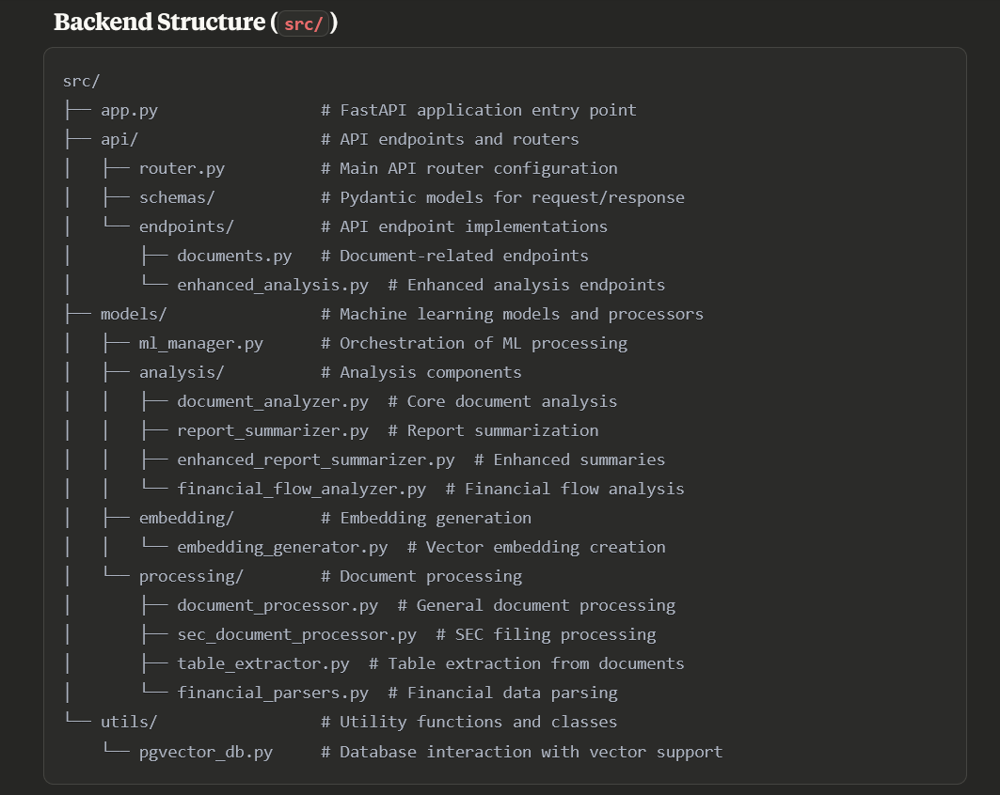 Backend Structure (src/)
src/
├── app.py                 # FastAPI application entry point
├── api/                   # API endpoints and routers
│   ├── router.py          # Main API router configuration
│   ├── schemas/           # Pydantic models for request/response
│   └── endpoints/         # API endpoint implementations
│       ├── documents.py   # Document-related endpoints
│       └── enhanced_analysis.py  # Enhanced analysis endpoints
├── models/                # Machine learning models and processors
│   ├── ml_manager.py      # Orchestration of ML processing
│   ├── analysis/          # Analysis components
│   │   ├── document_analyzer.py  # Core document analysis
│   │   ├── report_summarizer.py  # Report summarization
│   │   ├── enhanced_report_summarizer.py  # Enhanced summaries
│   │   └── financial_flow_analyzer.py  # Financial flow analysis
│   ├── embedding/         # Embedding generation
│   │   └── embedding_generator.py  # Vector embedding creation
│   └── processing/        # Document processing
│       ├── document_processor.py  # General document processing
│       ├── sec_document_processor.py  # SEC filing processing
│       ├── table_extractor.py  # Table extraction from documents
│       └── financial_parsers.py  # Financial data parsing
└── utils/                 # Utility functions and classes
    └── pgvector_db.py     # Database interaction with vector support